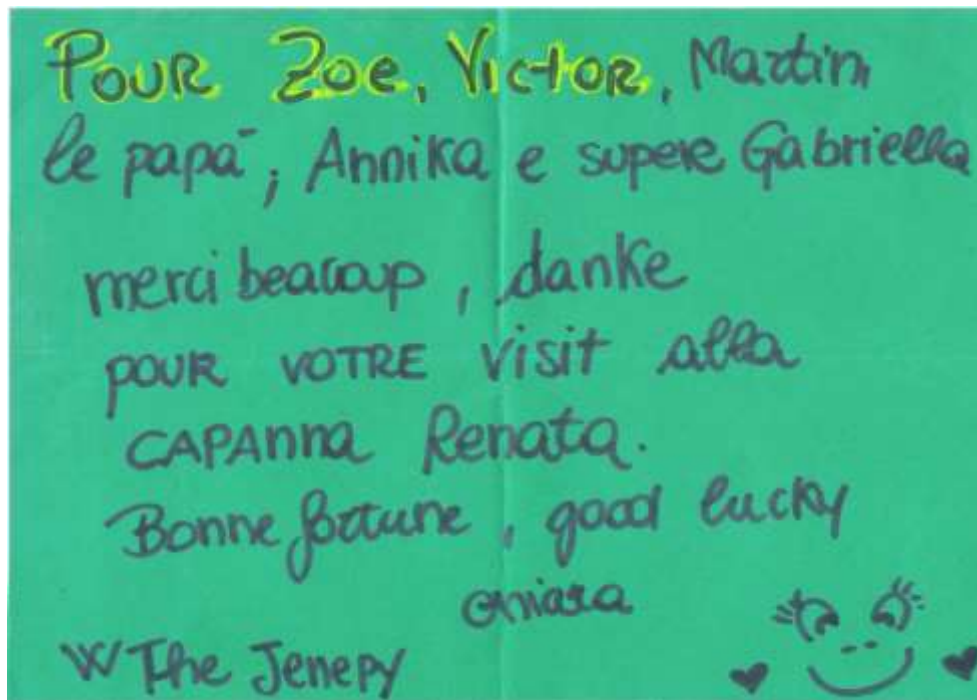 Pour Zoe, Victor, Martin,
le papà, Annika e supere Gabriella
merci beacoup, danke
pour votre visit alla
Capanna Renata.
Bonne fortune, good lucky
Chiara
W The Jenepy